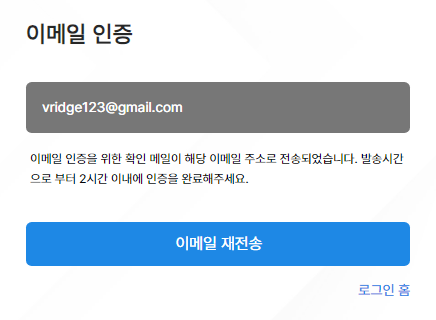 이메일 인증
vridge123@gmail.com
이메일 인증을 위한 확인 메일이 해당 이메일 주소로 전송되었습니다. 발송시간
으로 부터 2시간 이내에 인증을 완료해주세요.
이메일 재전송
로그인 홈